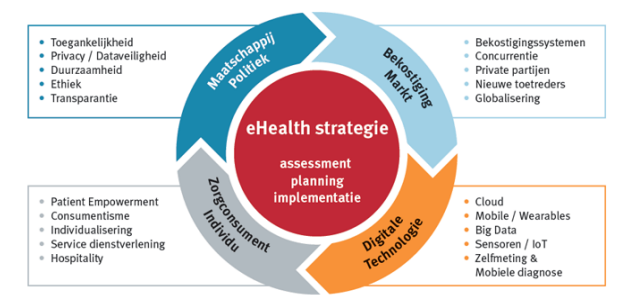 Toegankelijkheid
Privacy / Dataveiligheid
Duurzaamheid
Ethiek
Transparantie
Maatschappij
Politiek
Bekostiging
Markt
Bekostigingssystemen
Concurrentie
Private partijen
Nieuwe toetreders
Globalisering
eHealth strategie
assessment
planning
implementatie
Patient Empowerment
Consumentisme
Individualisering
Service dienstverlening
Hospitality
Zorgconsument
Individu
Digitale
Technologie
Cloud
Mobile / Wearables
Big Data
Sensoren / IoT
Zelfmeting &
Mobiele diagnose